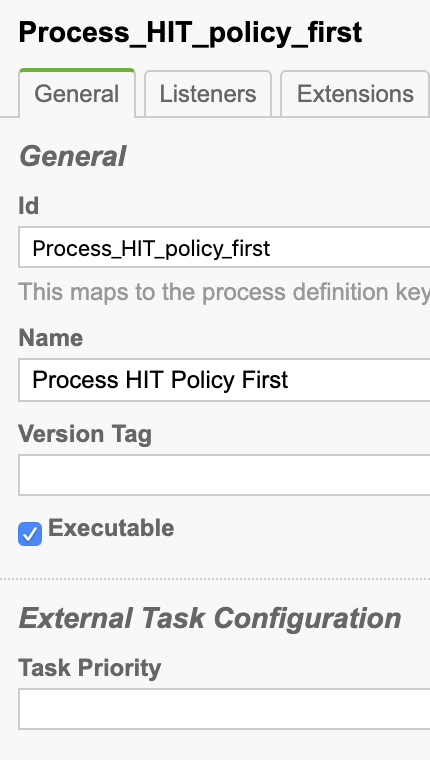 Process_HIT_policy_first
General Listeners Extensions
General
Id
Process_HIT_policy_first
This maps to the process definition key
Name
Process HIT Policy First
Version Tag
Executable
External Task Configuration
Task Priority